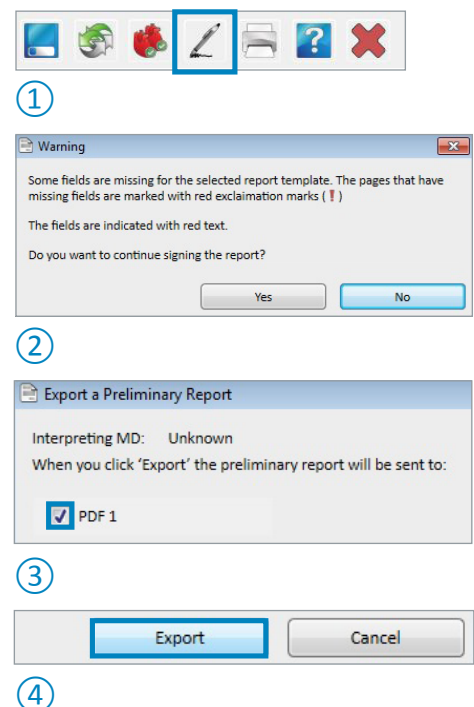 ?
①
Warning
Some fields are missing for the selected report template. The pages that have
missing fields are marked with red exclaimation marks ( ! )
The fields are indicated with red text.
Do you want to continue signing the report?
Yes No
②
Export a Preliminary Report
Interpreting MD: Unknown
When you click ‘Export’ the preliminary report will be sent to:
PDF 1
③
Export Cancel
④